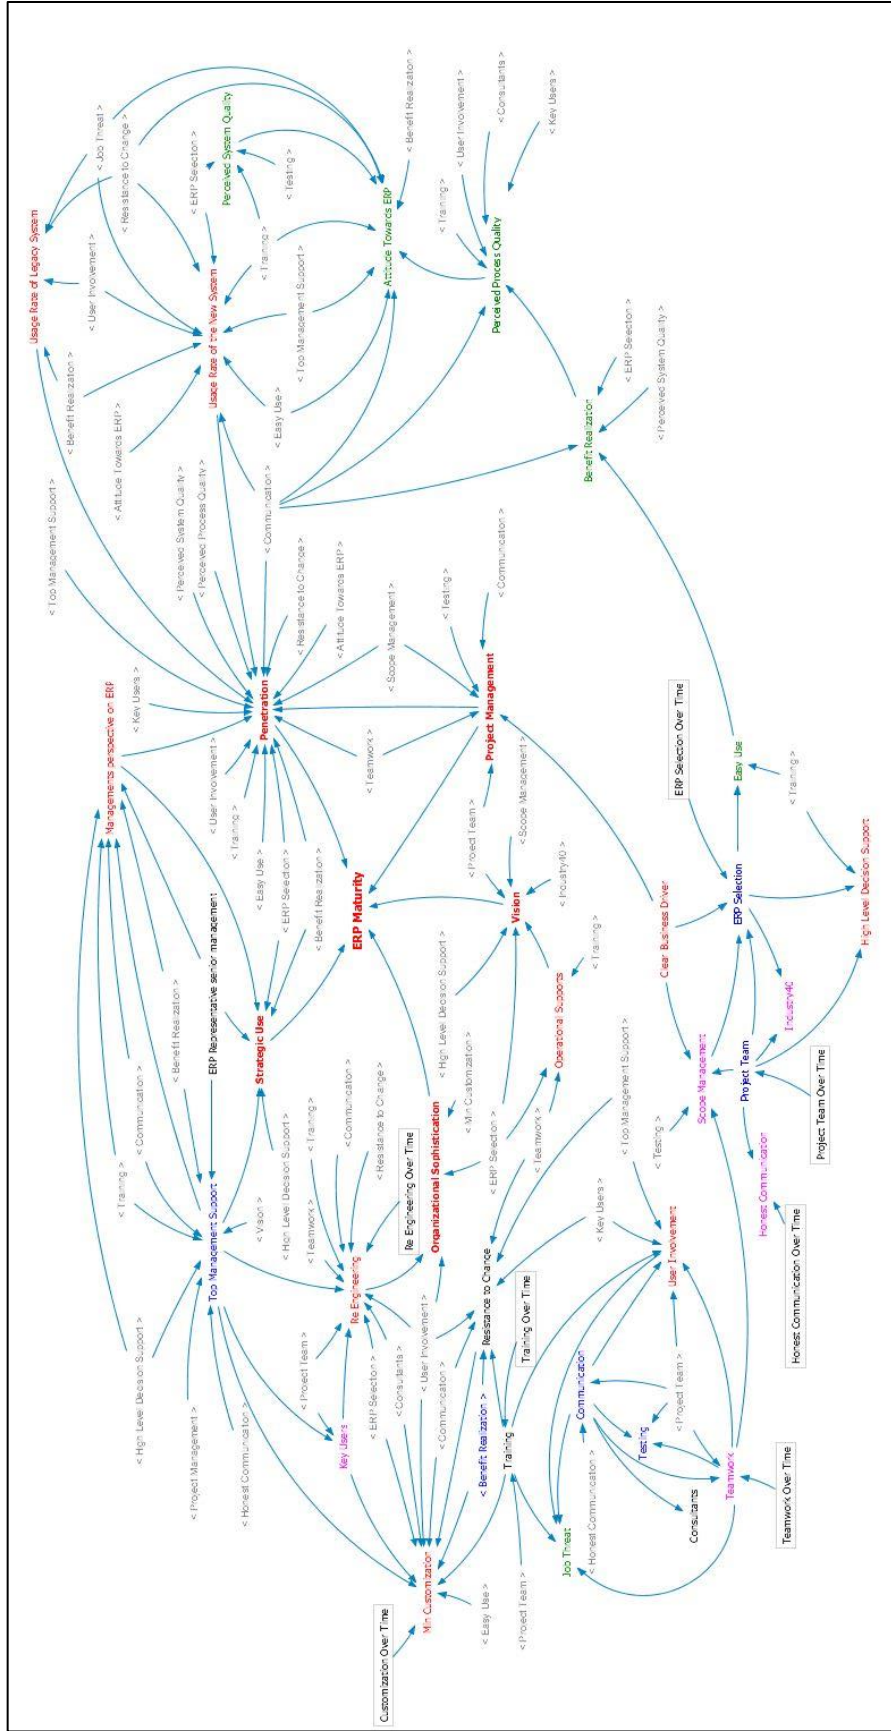 Usage Rate of Legacy System
< Job Threat >
< Resistance to Change >
< User Involvement >
< Benefit Realization >
< Attitude Towards ERP >
Usage Rate of the New System
< ERP Selection >
Perceived System Quality
< Testing >
< Training >
< Top Management Support >
< Easy Use >
< Communication >
Attitude Towards ERP
< Benefit Realization >
< Training >
< User Involvement >
< Consultants >
< Key Users >
Perceived Process Quality
Benefit Realization
< ERP Selection >
< Perceived System Quality >
< Top Management Support >
< Perceived System Quality >
< Perceived Process Quality >
< Resistance to Change >
< Attitude Towards ERP >
< Scope Management >
< Testing >
< Communication >
Managements perspective on ERP
< Key Users >
Penetration
< User Involvement >
< Training >
< Easy Use >
< ERP Selection >
< Benefit Realization >
< Teamwork >
Project Management
< Project Team >
< Scope Management >
< Industry40 >
Vision
ERP Maturity
ERP Selection Over Time
Easy Use
< Training >
Clear Business Driver
ERP Selection
High Level Decision Support
< Benefit Realization >
ERP Representative senior management
Strategic Use
< Communication >
< Training >
Top Management Support
< Vision >
< High Level Decision Support >
< Teamwork >
< Training >
< Communication >
< Resistance to Change >
Re Engineering Over Time
Re Engineering
Organizational Sophistication
< High Level Decision Support >
< Min Customization >
< ERP Selection >
< Teamwork >
Operational Supports
< Training >
< Top Management Support >
< Testing >
Scope Management
Project Team
Industry40
Project Team Over Time
Honest Communication
Honest Communication Over Time
< High Level Decision Support >
< Project Management >
< Honest Communication >
< Project Team >
Key Users
< ERP Selection >
< Consultants >
< User Involvement >
< Communication >
< Benefit Realization >
Resistance to Change
Training Over Time
Training
< Key Users >
User Involvement
Communication
< Project Team >
Testing
Teamwork
Teamwork Over Time
Consultants
< Honest Communication >
Job Threat
< Project Team >
< Easy Use >
Min Customization
Customization Over Time